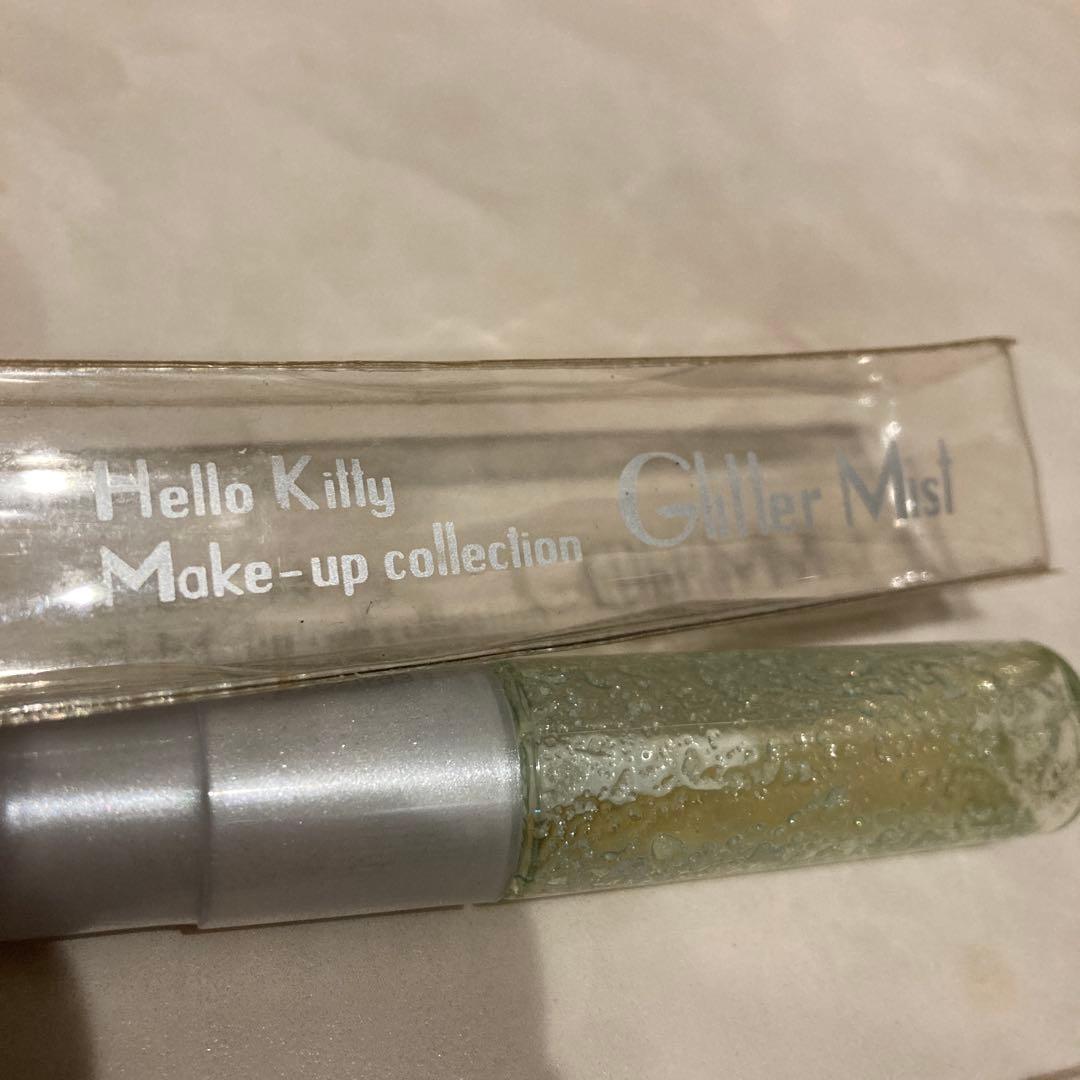 Hello Kitty
Make-up collection
Glitter Mist